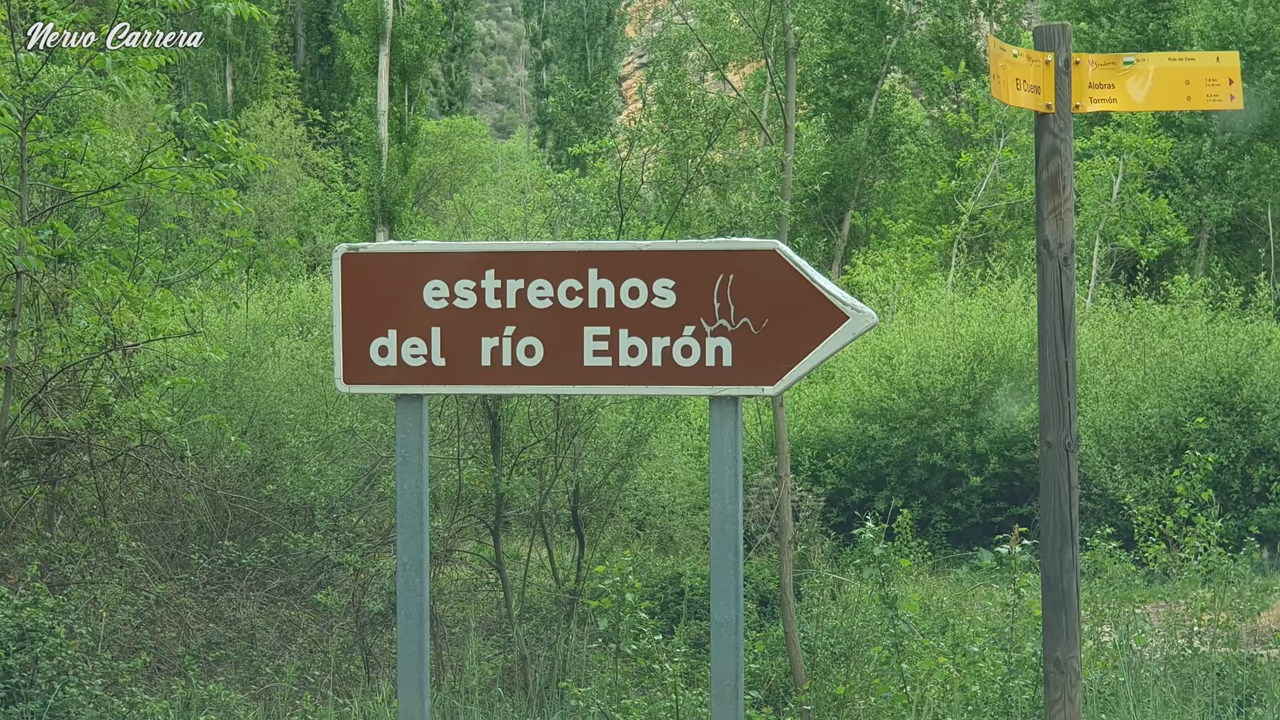 Nervo Carrera
El Cuervo
Alobras
Tormón
estrechos
del río Ebrón